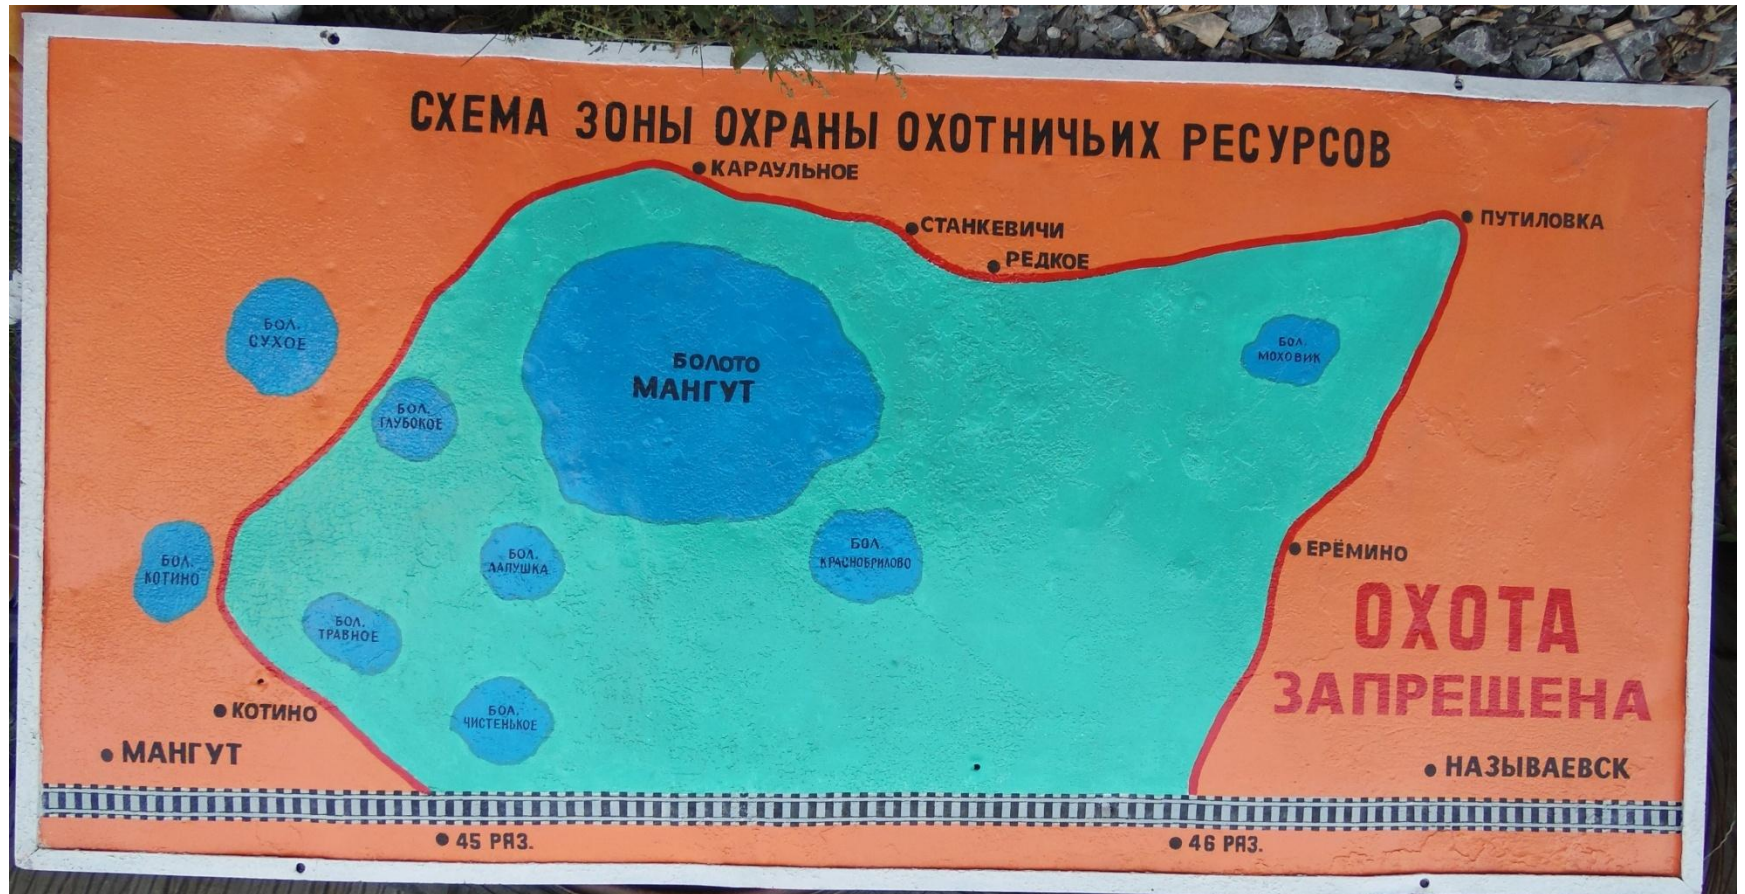 СХЕМА ЗОНЫ ОХРАНЫ ОХОТНИЧЬИХ РЕСУРСОВ
КАРАУЛЬНОЕ
СТАНКЕВИЧИ
ПУТИЛОВКА
РЕДКОЕ
БОЛ.
СУХОЕ
БОЛОТО
МАНГУТ
БОЛ.
МОХОВИК
БОЛ.
ГЛУБОКОЕ
БОЛ.
КОТИНО
БОЛ.
ЛАПУШКА
БОЛ.
КРАСНОБРИЛОВО
ЕРЁМИНО
БОЛ.
ТРАВНОЕ
ОХОТА
ЗАПРЕЩЕНА
БОЛ.
ЧИСТЕНЬКОЕ
КОТИНО
МАНГУТ
НАЗЫВАЕВСК
45 РАЗ.
46 РАЗ.